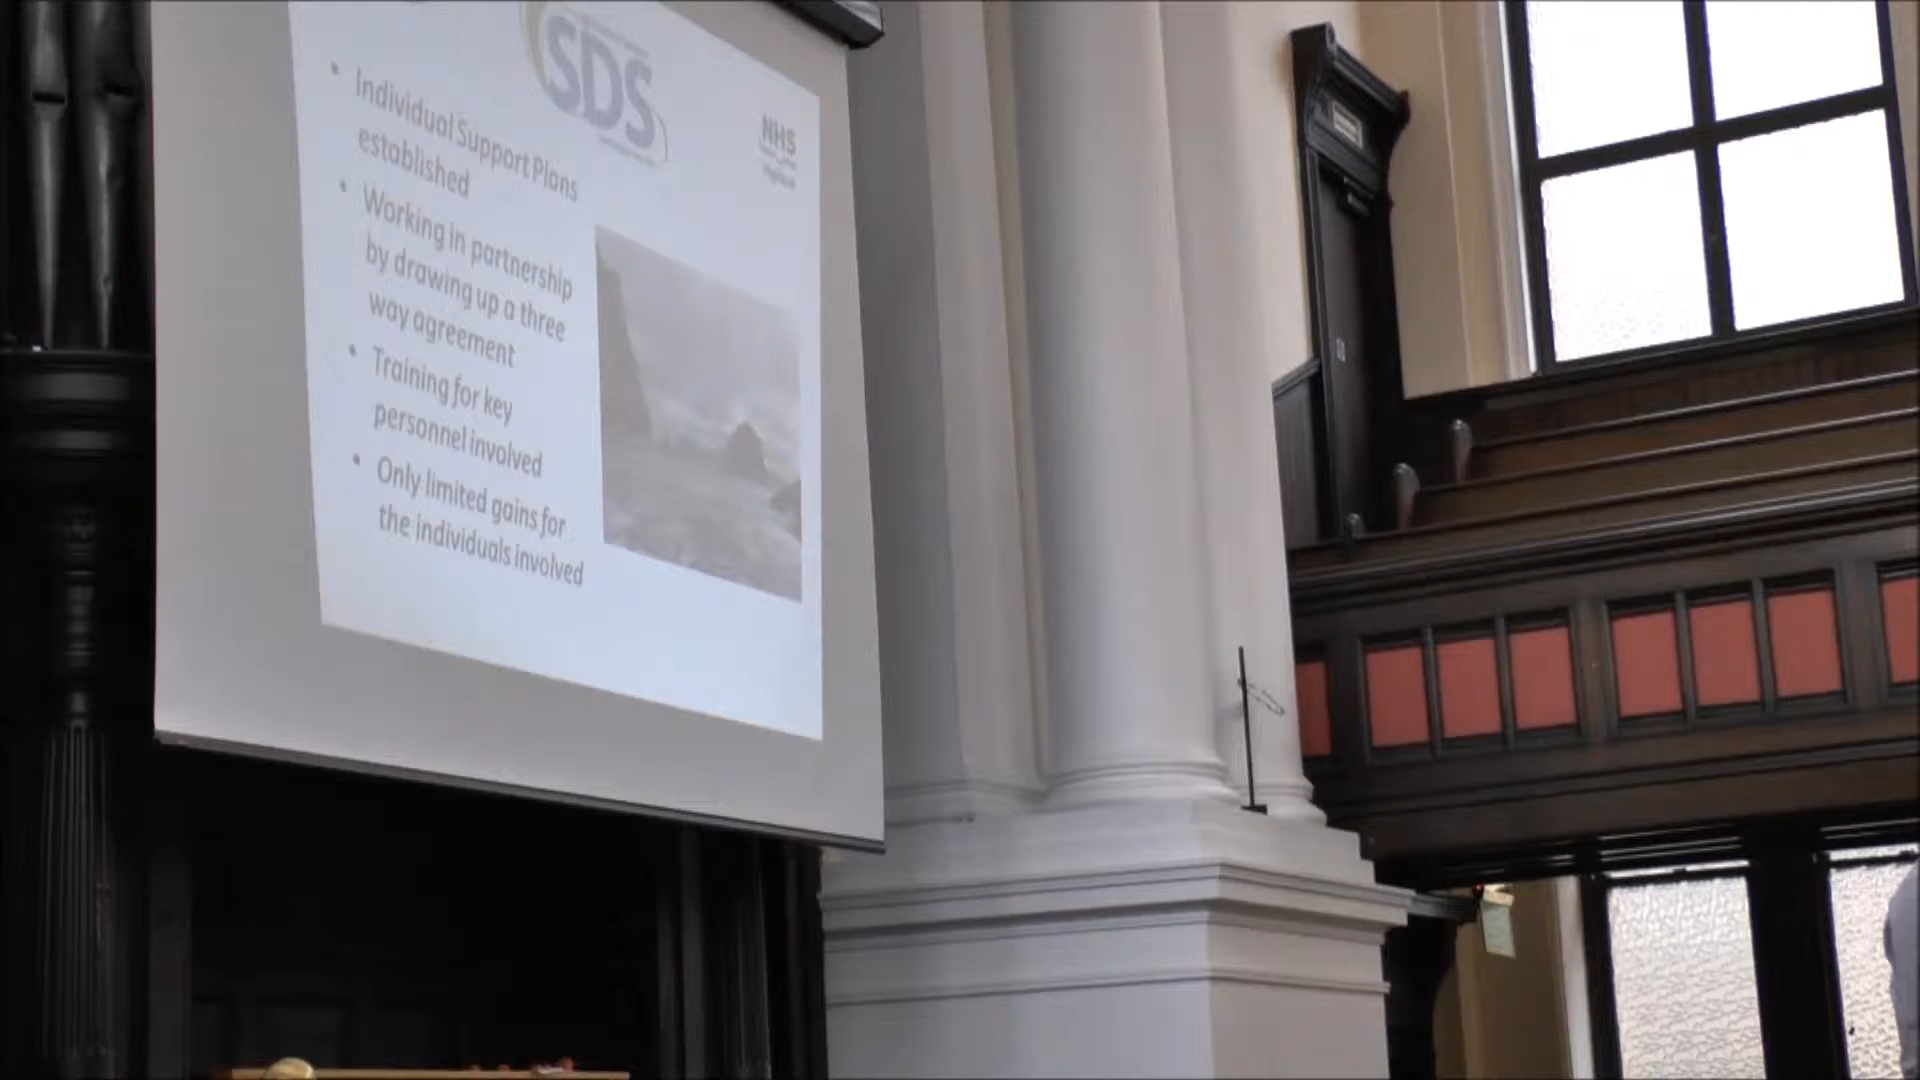 SDS
NHS
• Individual Support Plans
established
• Working in partnership
by drawing up a three
way agreement
• Training for key
personnel involved
• Only limited gains for
the individuals involved